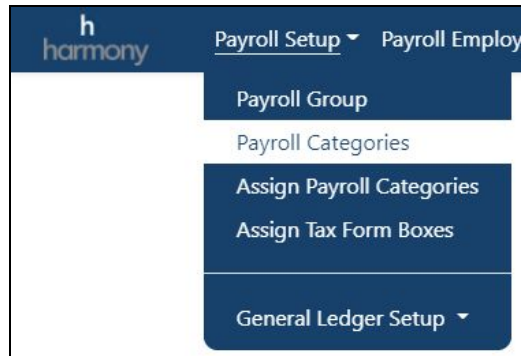 h
harmony
Payroll Setup Payroll Employ
Payroll Group
Payroll Categories
Assign Payroll Categories
Assign Tax Form Boxes
General Ledger Setup